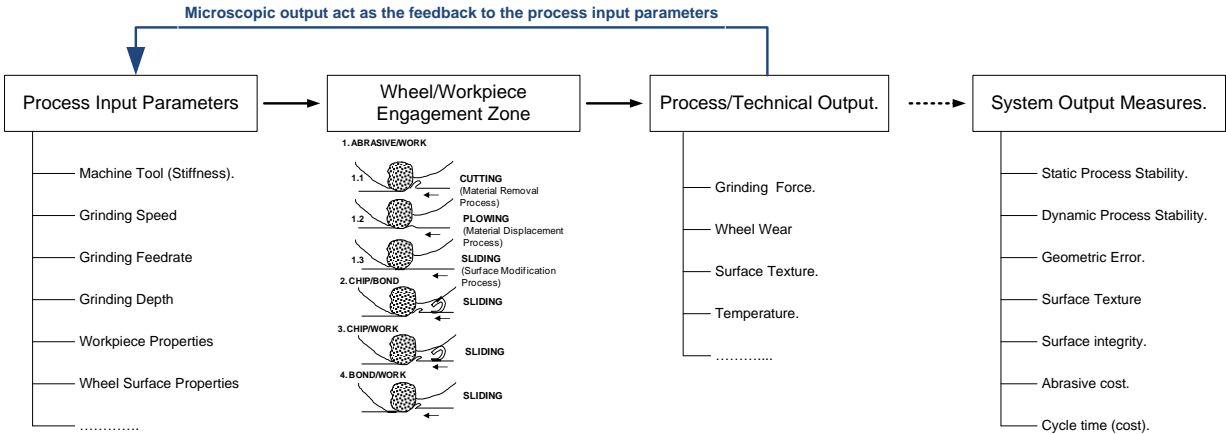 Microscopic output act as the feedback to the process input parameters
Process Input Parameters
Machine Tool (Stiffness).
Grinding Speed
Grinding Feedrate
Grinding Depth
Workpiece Properties
Wheel Surface Properties
………….
Wheel/Workpiece
Engagement Zone
1. ABRASIVE/WORK
1.1
CUTTING
(Material Removal
Process)
1.2
PLOWING
(Material Displacement
Process)
1.3
SLIDING
(Surface Modification
Process)
2. CHIP/BOND
SLIDING
3. CHIP/WORK
SLIDING
4. BOND/WORK
SLIDING
Process/Technical Output.
Grinding Force.
Wheel Wear
Surface Texture.
Temperature.
………....
System Output Measures.
Static Process Stability.
Dynamic Process Stability.
Geometric Error.
Surface Texture
Surface integrity.
Abrasive cost.
Cycle time (cost).